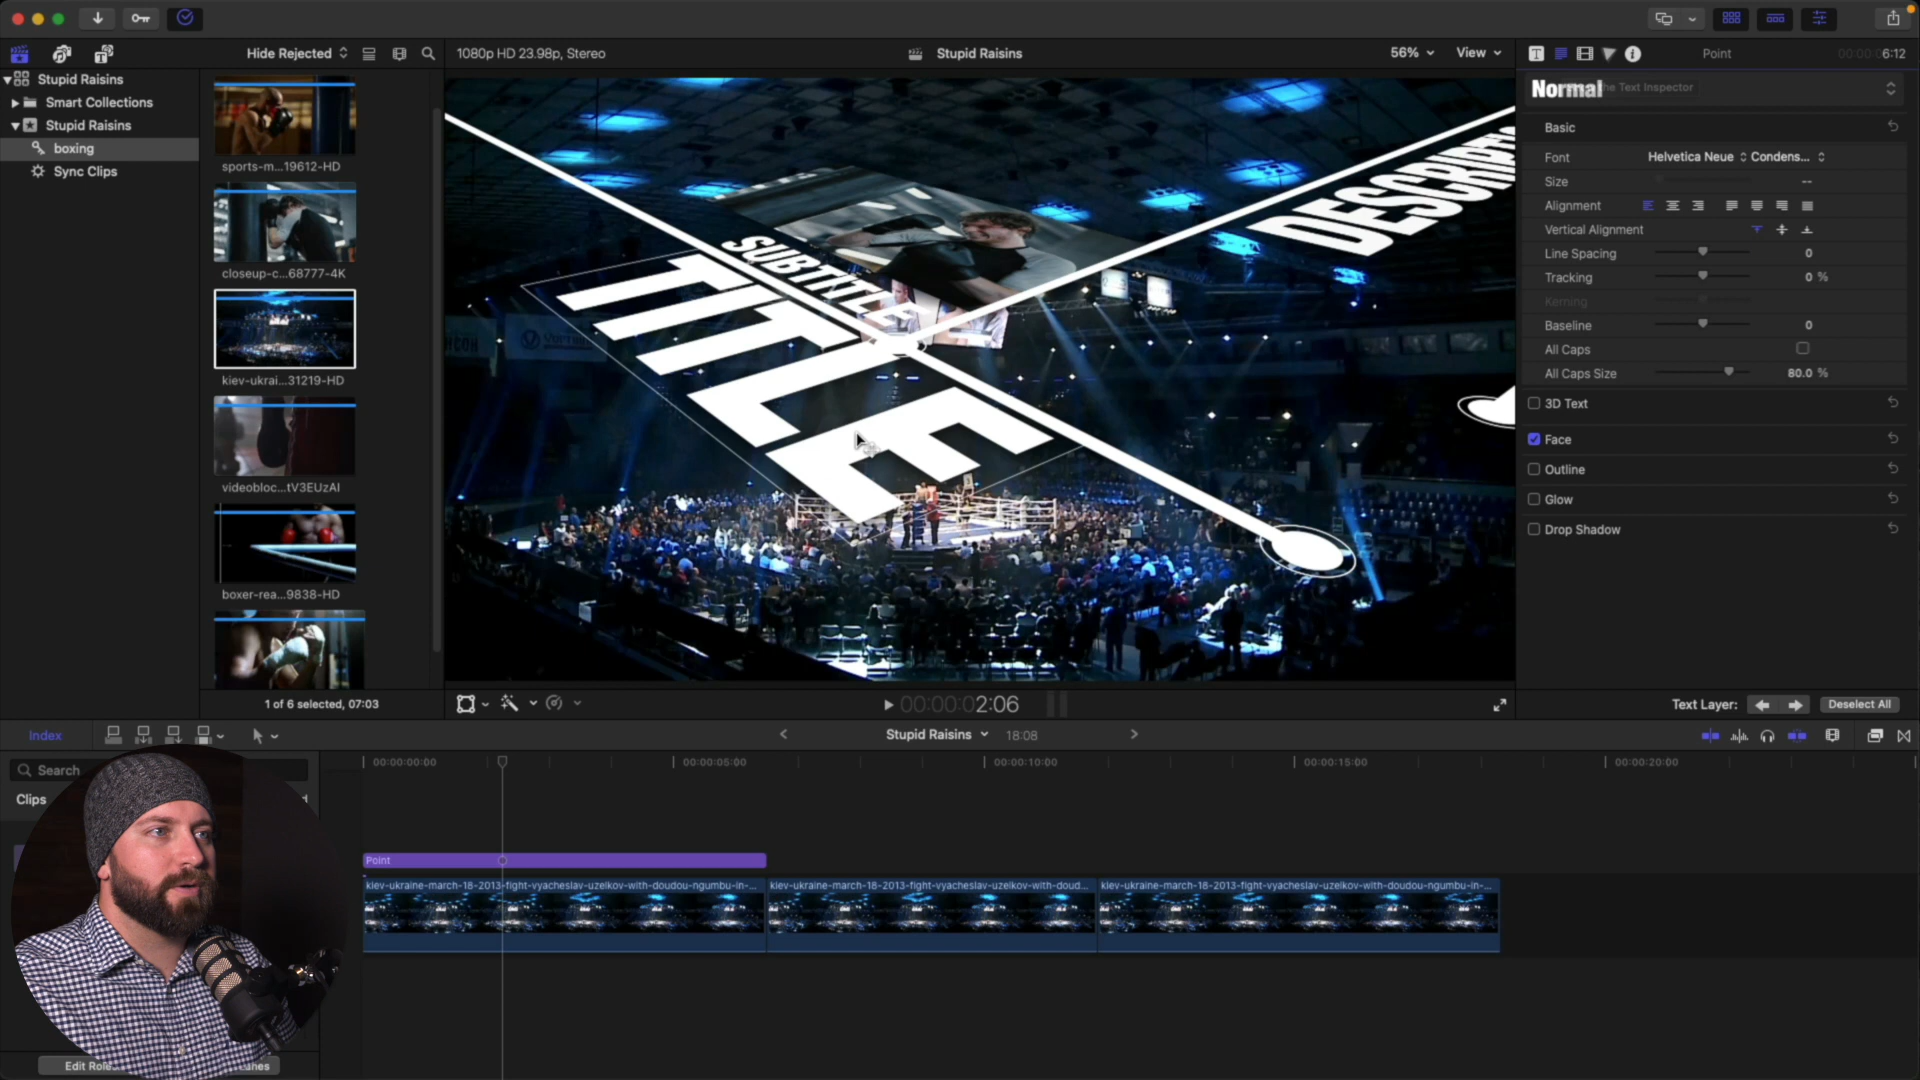 Hide Rejected
1080p HD 23.98p, Stereo
Stupid Raisins
56%
View
Point
6:12
Stupid Raisins
Smart Collections
Stupid Raisins
boxing
Sync Clips
sports-m...19612-HD
closeup-c...68777-4K
kiev-ukrai...31219-HD
videobloc...tV3EUzAI
boxer-rea...9838-HD
1 of 6 selected, 07:03
SUBTITLE
TITLE
DESCRIPTI
Normal
he Text Inspector
Basic
Font
Helvetica Neue
Condens...
Size
--
Alignment
Vertical Alignment
Line Spacing
0
Tracking
0 %
Kerning
Baseline
0
All Caps
All Caps Size
80.0 %
3D Text
Face
Outline
Glow
Drop Shadow
00:00:02:06
Text Layer:
Deselect All
Index
Stupid Raisins
18:08
Search
Clips
00:00:00:00
00:00:05:00
00:00:10:00
00:00:15:00
00:00:20:00
Point
kiev-ukraine-march-18-2013-fight-vyacheslav-uzelkov-with-doudou-ngumbu-in-...
kiev-ukraine-march-18-2013-fight-vyacheslav-uzelkov-with-doud...
kiev-ukraine-march-18-2013-fight-vyacheslav-uzelkov-with-doudou-ngumbu-in-...
Edit Role